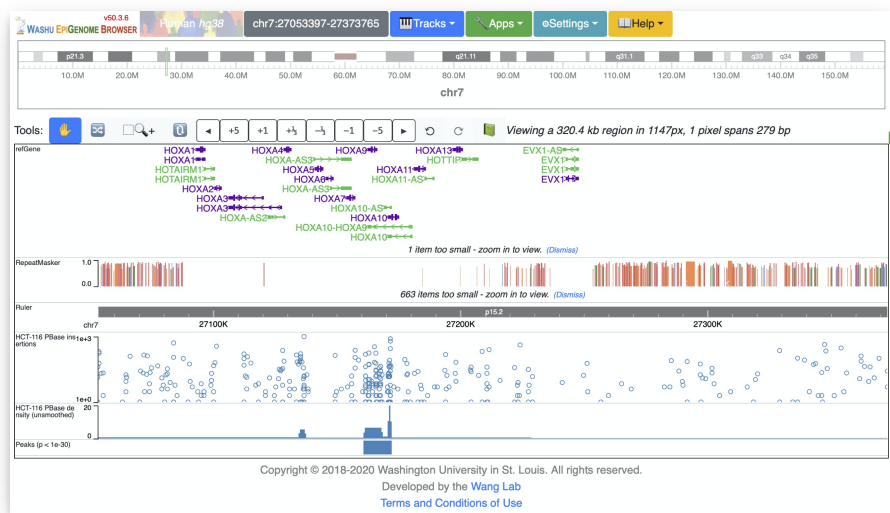 v50.3.6
WASHU EPIGENOME BROWSER
Human hg38
chr7:27053397-27373765
Tracks
Apps
Settings
Help
p21.3
q21.11
q31.1
q33
q34
q35
10.0M 20.0M 30.0M 40.0M 50.0M 60.0M 70.0M 80.0M 90.0M 100.0M 110.0M 120.0M 130.0M 140.0M 150.0M
chr7
Tools:
+5
+1
+⅓
-⅓
-1
-5
Viewing a 320.4 kb region in 1147px, 1 pixel spans 279 bp
refGene
HOXA1 HOXA4 HOXA9 HOXA13 EVX1-AS
HOXA1 HOXA-AS3 HOTTIP EVX1
HOTAIRM1 HOXA5 HOXA11 EVX1
HOTAIRM1 HOXA6 HOXA11-AS EVX1
HOXA2 HOXA-AS3
HOXA3 HOXA7
HOXA3 HOXA10-AS
HOXA-AS2 HOXA10
HOXA10-HOXA9
HOXA10
1 item too small - zoom in to view. (Dismiss)
RepeatMasker
1.0
0.0
663 items too small - zoom in to view. (Dismiss)
Ruler
p15.2
chr7
27100K 27200K 27300K
HCT-116 PBase ins
ertions
1e+3
1e+0
HCT-116 PBase de
nsity (unsmoothed)
20
0
Peaks (p < 1e-30)
Copyright © 2018-2020 Washington University in St. Louis. All rights reserved.
Developed by the Wang Lab
Terms and Conditions of Use